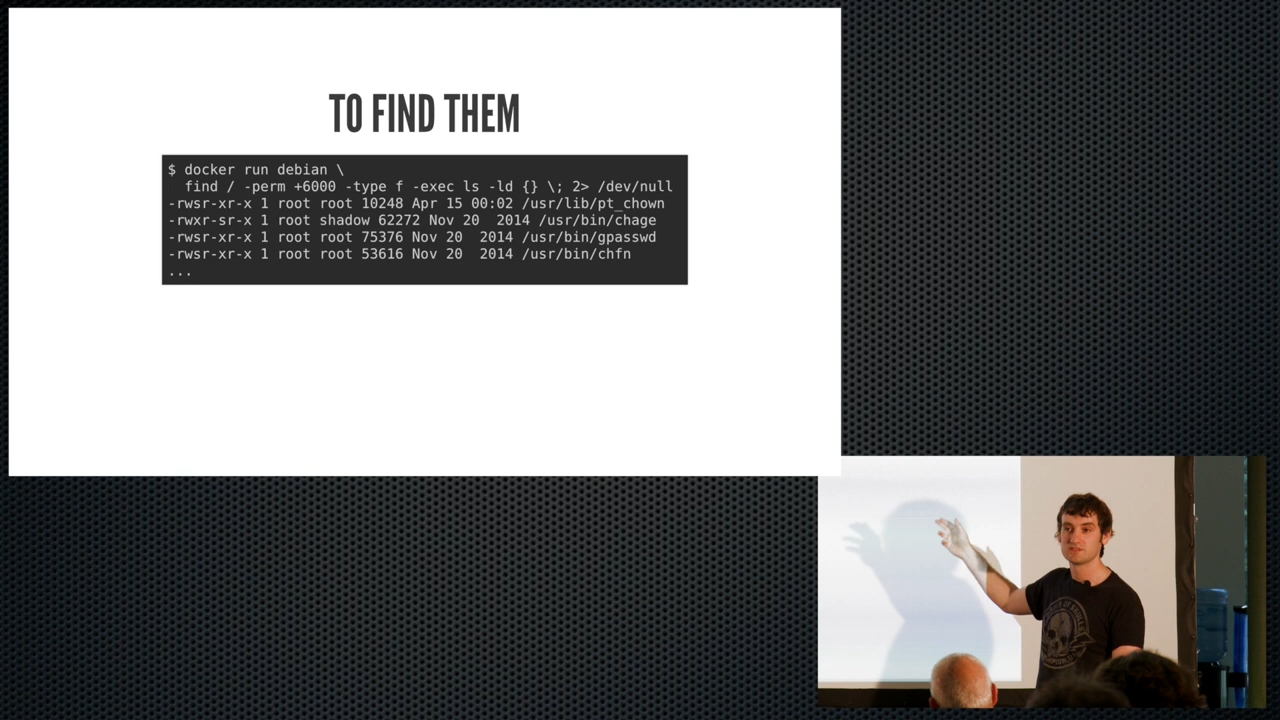 TO FIND THEM
$ docker run debian \
  find / -perm +6000 -type f -exec ls -ld {} \; 2> /dev/null
-rwsr-xr-x 1 root root 10248 Apr 15 00:02 /usr/lib/pt_chown
-rwxr-sr-x 1 root shadow 62272 Nov 20  2014 /usr/bin/chage
-rwsr-xr-x 1 root root 75376 Nov 20  2014 /usr/bin/gpasswd
-rwsr-xr-x 1 root root 53616 Nov 20  2014 /usr/bin/chfn
...